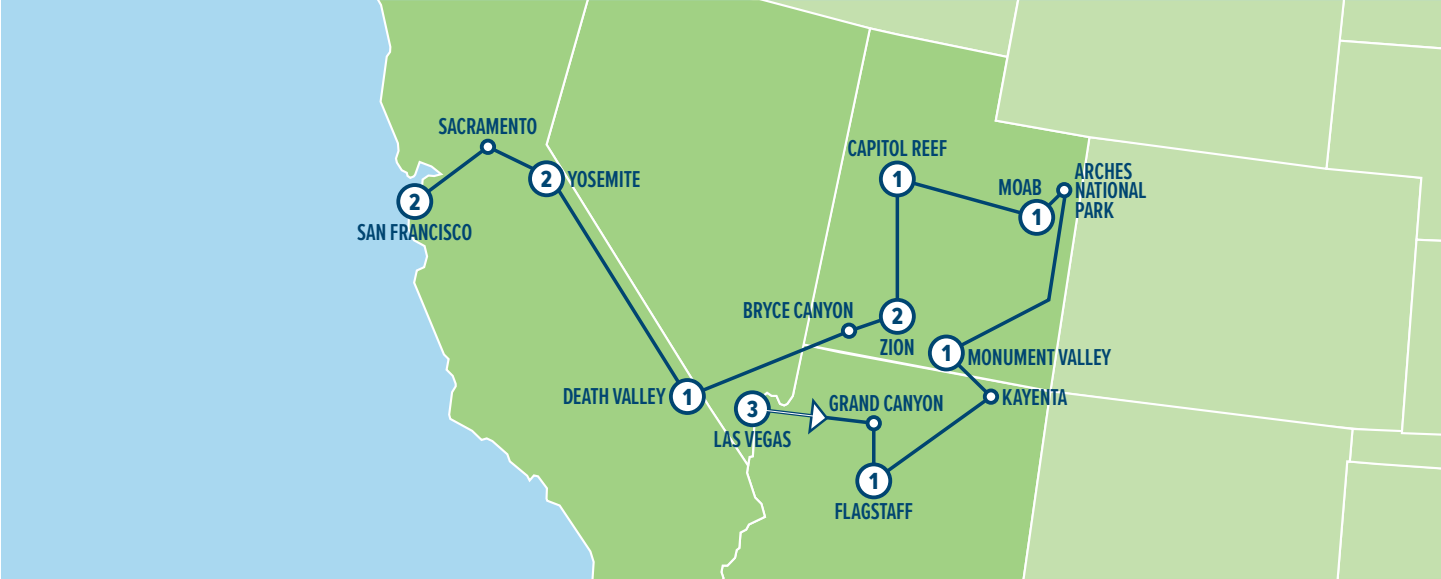 SACRAMENTO
2
YOSEMITE
2
SAN FRANCISCO
CAPITOL REEF
1
MOAB
1
ARCHES
NATIONAL
PARK
BRYCE CANYON
2
ZION
1
MONUMENT VALLEY
DEATH VALLEY
1
3
LAS VEGAS
GRAND CANYON
KAYENTA
1
FLAGSTAFF